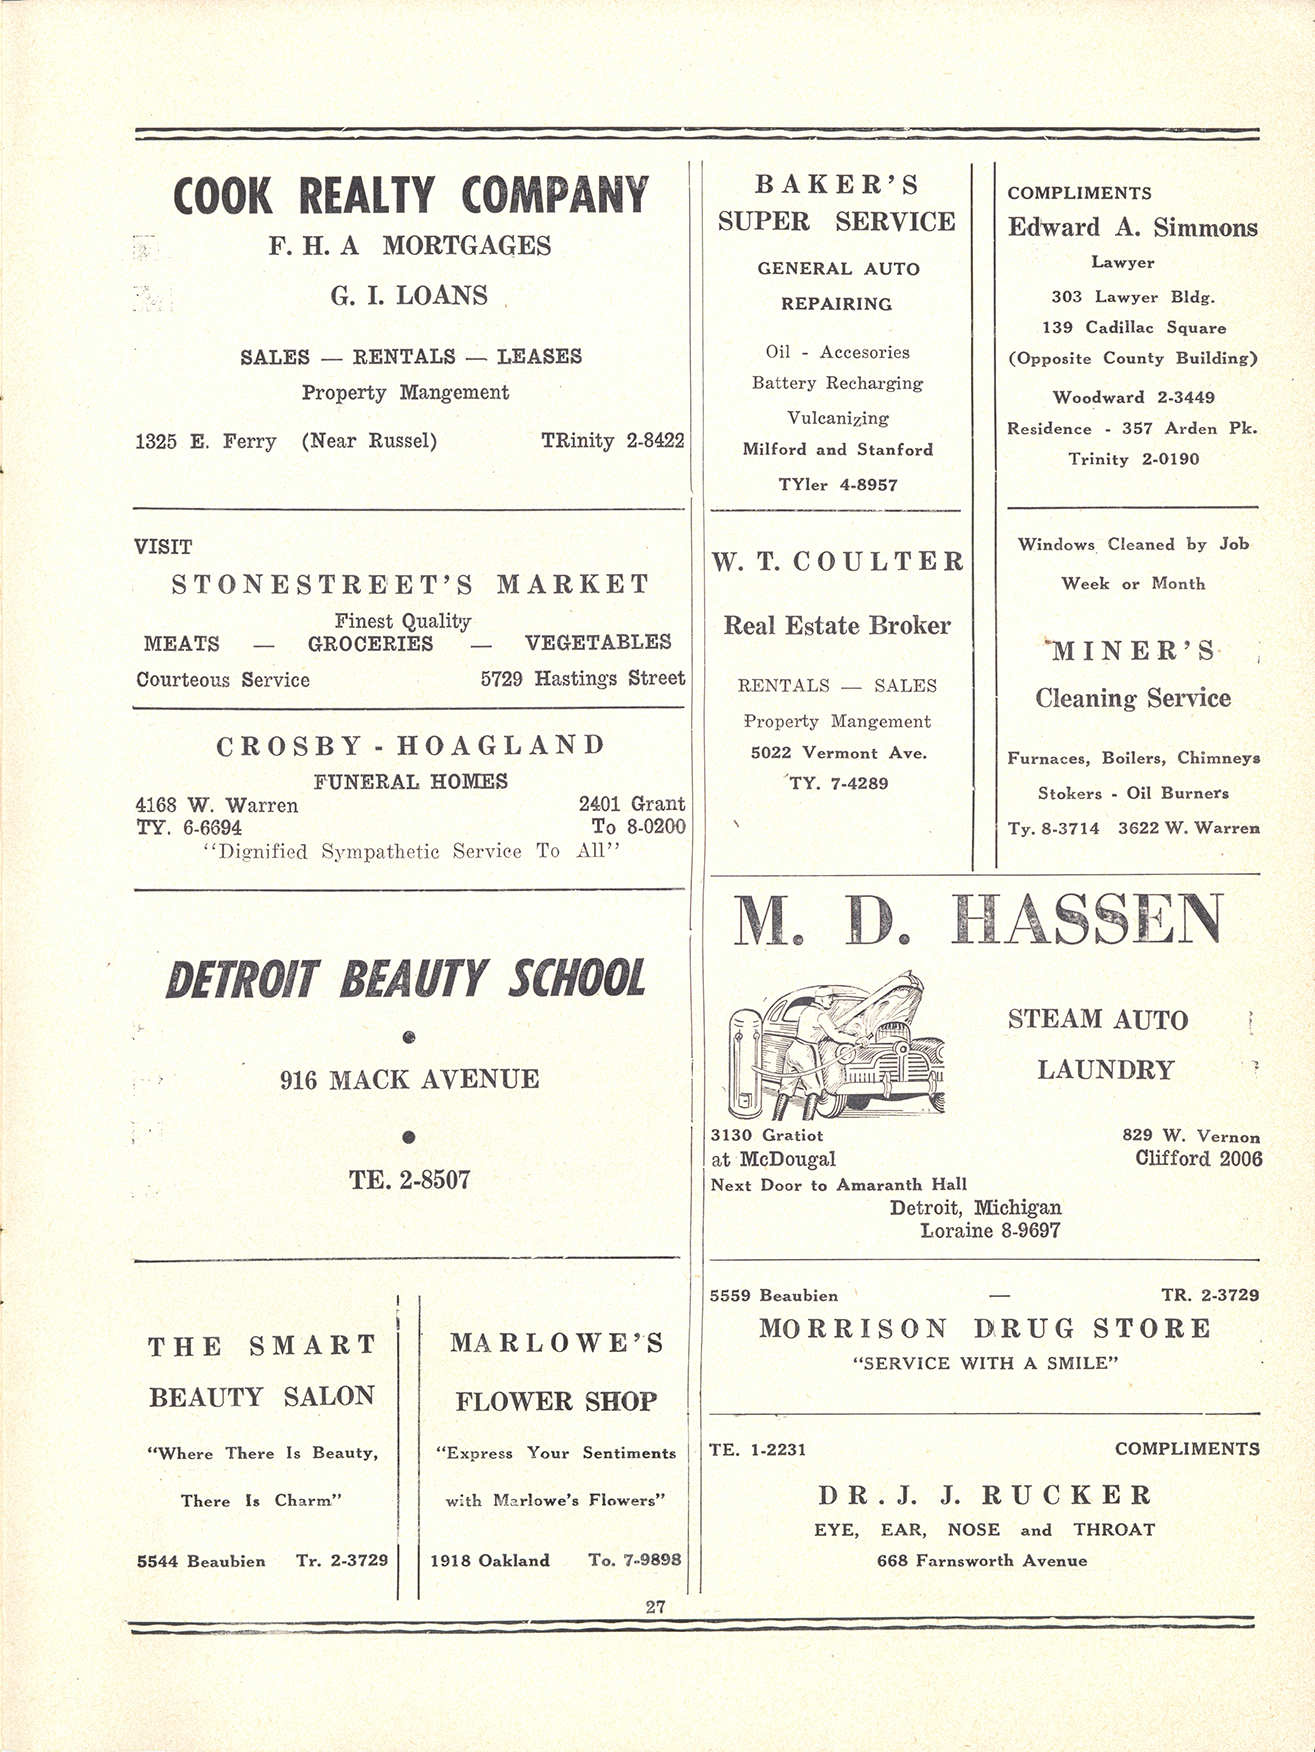 COOK REALTY COMPANY
F. H. A MORTGAGES
G. I. LOANS
SALES — RENTALS — LEASES
Property Mangement
1325 E. Ferry (Near Russel) TRinity 2-8422
VISIT
STONESTREET'S MARKET
Finest Quality
MEATS — GROCERIES — VEGETABLES
Courteous Service 5729 Hastings Street
CROSBY - HOAGLAND
FUNERAL HOMES
4168 W. Warren 2401 Grant
TY. 6-6694 To 8-0200
"Dignified Sympathetic Service To All"
DETROIT BEAUTY SCHOOL
916 MACK AVENUE
TE. 2-8507
THE SMART
BEAUTY SALON
"Where There Is Beauty,
There Is Charm"
5544 Beaubien Tr. 2-3729
MARLOWE'S
FLOWER SHOP
"Express Your Sentiments
with Marlowe's Flowers"
1918 Oakland To. 7-9898
BAKER'S
SUPER SERVICE
GENERAL AUTO
REPAIRING
Oil - Accesories
Battery Recharging
Vulcanizing
Milford and Stanford
TYler 4-8957
COMPLIMENTS
Edward A. Simmons
Lawyer
303 Lawyer Bldg.
139 Cadillac Square
(Opposite County Building)
Woodward 2-3449
Residence - 357 Arden Pk.
Trinity 2-0190
W. T. COULTER
Real Estate Broker
RENTALS — SALES
Property Mangement
5022 Vermont Ave.
TY. 7-4289
Windows Cleaned by Job
Week or Month
MINER'S
Cleaning Service
Furnaces, Boilers, Chimneys
Stokers - Oil Burners
Ty. 8-3714 3622 W. Warren
M. D. HASSEN
STEAM AUTO
LAUNDRY
3130 Gratiot 829 W. Vernon
at McDougal Clifford 2006
Next Door to Amaranth Hall
Detroit, Michigan
Loraine 8-9697
5559 Beaubien — TR. 2-3729
MORRISON DRUG STORE
"SERVICE WITH A SMILE"
TE. 1-2231 COMPLIMENTS
DR. J. J. RUCKER
EYE, EAR, NOSE and THROAT
668 Farnsworth Avenue
27